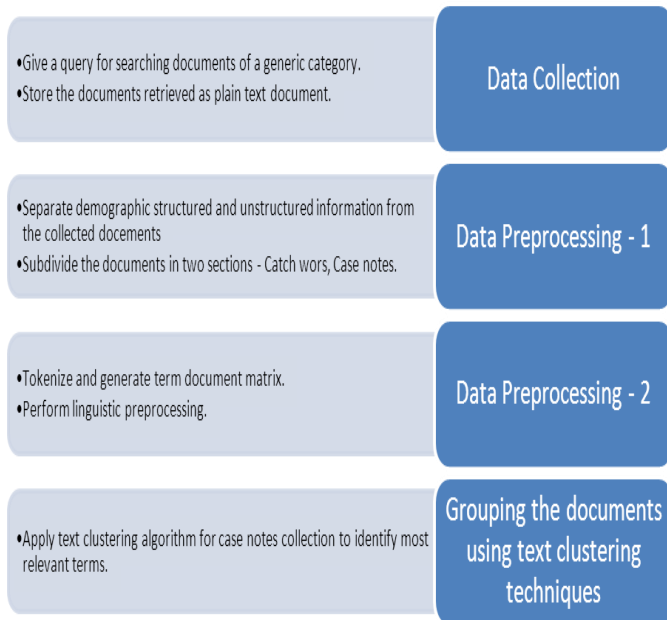 •Give a query for searching documents of a generic category.
•Store the documents retrieved as plain text document.
Data Collection
•Separate demographic structured and unstructured information from
the collected docements
•Subdivide the documents in two sections - Catch wors, Case notes.
Data Preprocessing - 1
•Tokenize and generate term document matrix.
•Perform linguistic preprocessing.
Data Preprocessing - 2
•Apply text clustering algorithm for case notes collection to identify most
relevant terms.
Grouping the documents
using text clustering
techniques